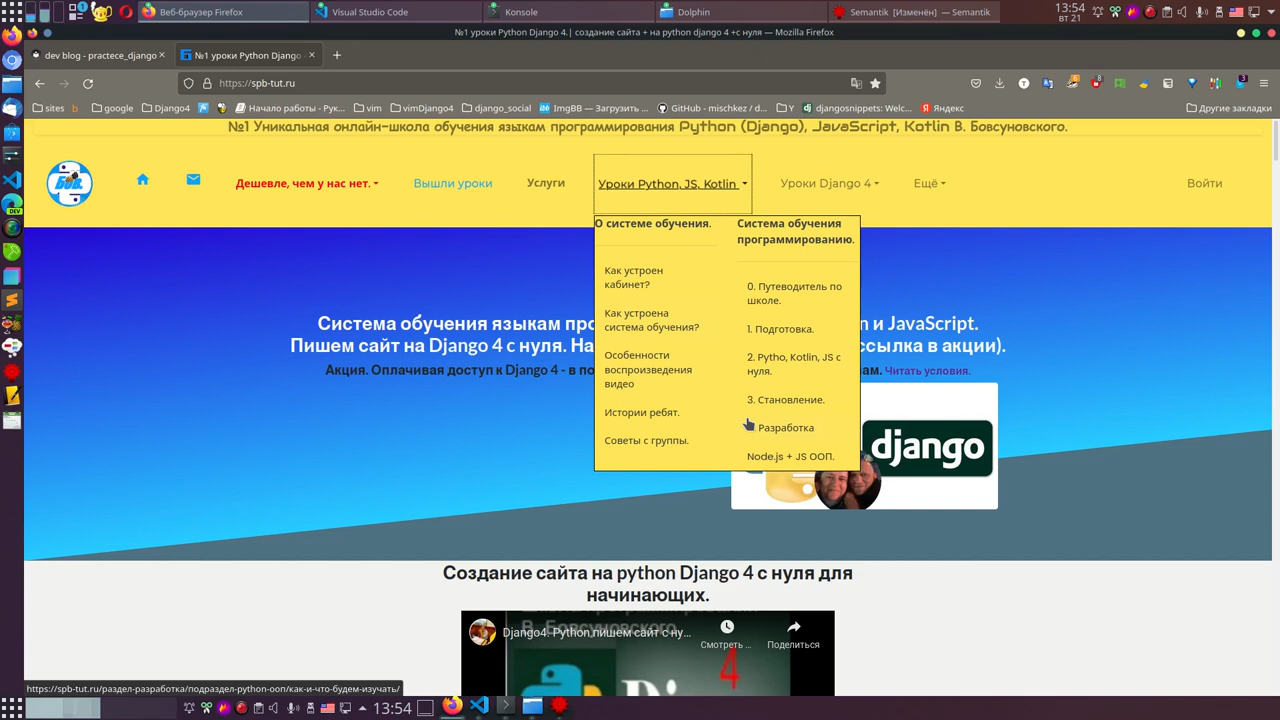 Веб-браузер Firefox
Visual Studio Code
Konsole
Dolphin
Semantik [Изменён] — Semantik
13:54
вт 21
№1 уроки Python Django 4.| создание сайта + на python django 4 +с нуля — Mozilla Firefox
dev blog - practece_django
№1 уроки Python Django 4
https://spb-tut.ru
sites
google
Django4
Начало работы - Рук...
vim
vimDjango4
django_social
ImgBB — Загрузить ...
GitHub - mischkez / d...
Y
djangosnippets: Welc...
Яндекс
Другие закладки
№1 Уникальная онлайн-школа обучения языкам программирования Python (Django), JavaScript, Kotlin В. Бовсуновского.
Бов.
Дешевле, чем у нас нет.
Вышли уроки
Услуги
Уроки Python, JS, Kotlin
Уроки Django 4
Ещё
Войти
О системе обучения.
Как устроен
кабинет?
Как устроена
система обучения?
Особенности
воспроизведения
видео
Истории ребят.
Советы с группы.
Система обучения
программированию.
0. Путеводитель по
школе.
1. Подготовка.
2. Pytho, Kotlin, JS с
нуля.
3. Становление.
Разработка
Node.js + JS ООП.
Система обучения языкам про
n и JavaScript.
Пишем сайт на Django 4 с нуля. На
ссылка в акции).
Акция. Оплачивая доступ к Django 4 - в по
ам. Читать условия.
django
Создание сайта на python Django 4 с нуля для
начинающих.
В. Бовсуновского
Django4. Python пишем сайт с ну...
Смотреть ...
Поделиться
4
Dj
https://spb-tut.ru/раздел-разработка/подраздел-python-ооп/как-и-что-будем-изучать/
13:54